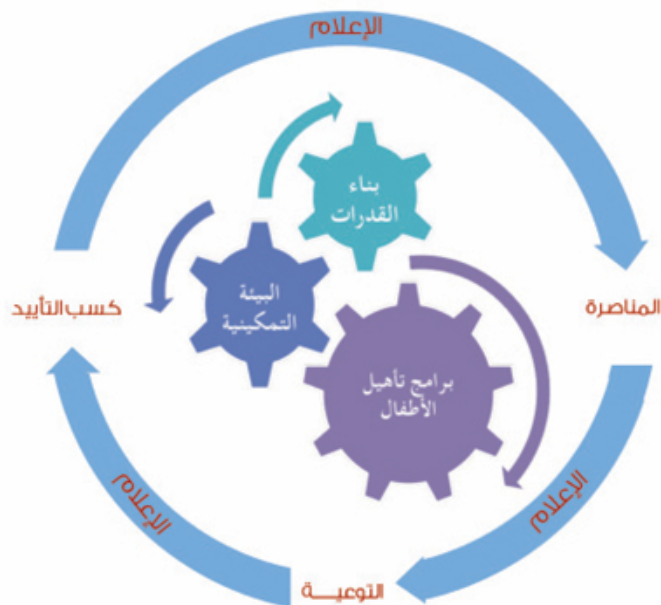 الإعلام
بناء
القدرات
البيئة
التمكينية
المناصرة
كسب التأييد
برامج تأهيل
الأطفال
الإعلام
الإعلام
التوعيــة